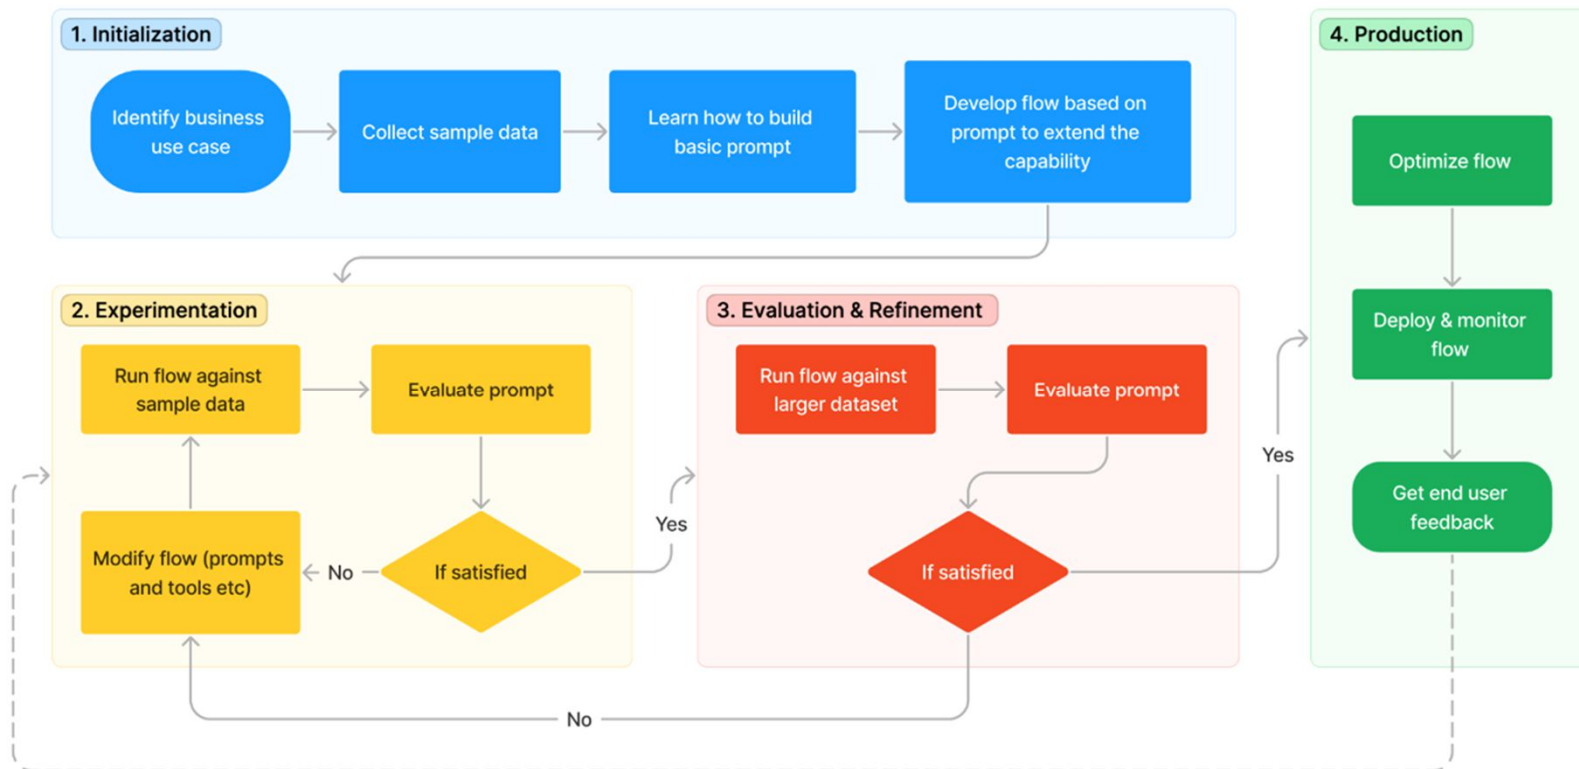 1. Initialization
Identify business
use case
Collect sample data
Learn how to build
basic prompt
Develop flow based on
prompt to extend the
capability
2. Experimentation
Run flow against
sample data
Evaluate prompt
Modify flow (prompts
and tools etc)
No
If satisfied
Yes
3. Evaluation & Refinement
Run flow against
larger dataset
Evaluate prompt
If satisfied
Yes
No
4. Production
Optimize flow
Deploy & monitor
flow
Get end user
feedback